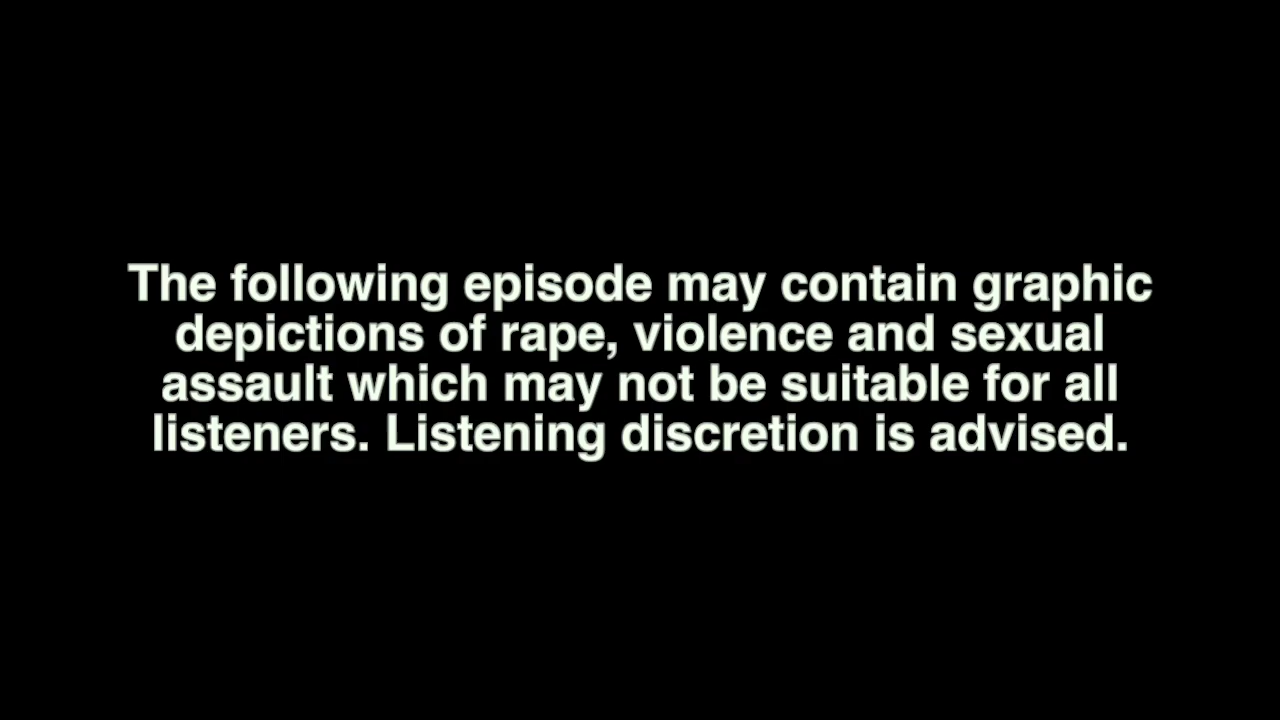 The following episode may contain graphic
depictions of rape, violence and sexual
assault which may not be suitable for all
listeners. Listening discretion is advised.